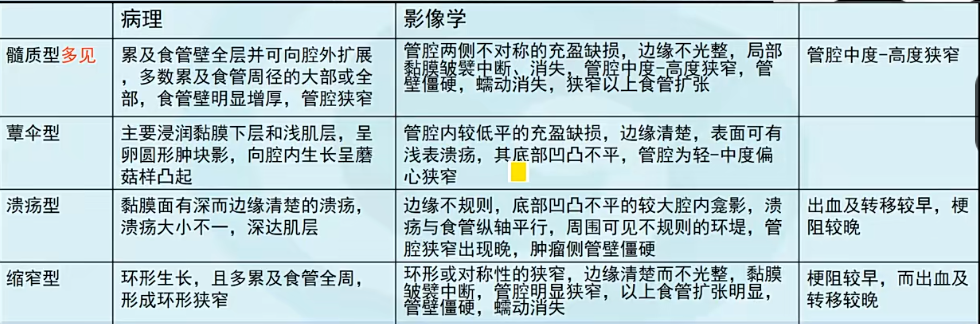 病理
影像学
髓质型多见
累及食管壁全层并可向腔外扩展
，多数累及食管周径的大部或全
部，食管壁明显增厚，管腔狭窄
管腔两侧不对称的充盈缺损，边缘不光整，局部
黏膜皱襞中断、消失，管腔中度-高度狭窄，管
壁僵硬，蠕动消失，狭窄以上食管扩张
管腔中度-高度狭窄
蕈伞型
主要浸润黏膜下层和浅肌层，呈
卵圆形肿块影，向腔内生长呈蘑
菇样凸起
管腔内较低平的充盈缺损，边缘清楚，表面可有
浅表溃疡，其底部凹凸不平，管腔为轻-中度偏
心狭窄
溃疡型
黏膜面有深而边缘清楚的溃疡，
溃疡大小不一，深达肌层
边缘不规则，底部凹凸不平的较大腔内龛影，溃
疡与食管纵轴平行，周围可见不规则的环堤，管
腔狭窄出现晚，肿瘤侧管壁僵硬
出血及转移较早，梗
阻较晚
缩窄型
环形生长，且多累及食管全周，
形成环形狭窄
环形或对称性的狭窄，边缘清楚而不光整，黏膜
皱襞中断，管腔明显狭窄，以上食管扩张明显，
管壁僵硬，蠕动消失
梗阻较早，而出血及
转移较晚